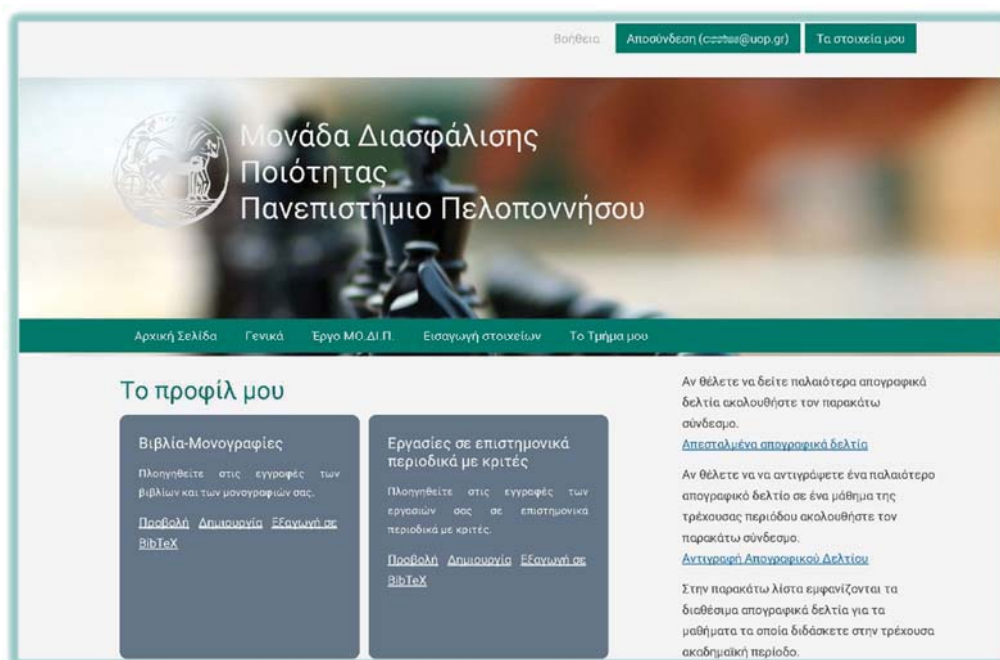 Βοήθεια Αποσύνδεση (@uop.gr) Τα στοιχεία μου
Μονάδα Διασφάλισης
Ποιότητας
Πανεπιστήμιο Πελοποννήσου
Αρχική Σελίδα Γενικά Έργο ΜΟ.ΔΙ.Π. Εισαγωγή στοιχείων Το Τμήμα μου
Το προφίλ μου
Βιβλία-Μονογραφίες
Πλοηγηθείτε στις εγγραφές των
βιβλίων και των μονογραφιών σας.
Προβολή Δημιουργία Εξαγωγή σε
BibTeX
Εργασίες σε επιστημονικά
περιοδικά με κριτές
Πλοηγηθείτε στις εγγραφές των
εργασιών σας σε επιστημονικά
περιοδικά με κριτές.
Προβολή Δημιουργία Εξαγωγή σε
BibTeX
Αν θέλετε να δείτε παλαιότερα απογραφικά
δελτία ακολουθήστε τον παρακάτω
σύνδεσμο.
Απεσταλμένα απογραφικά δελτία
Αν θέλετε να να αντιγράψετε ένα παλαιότερο
απογραφικό δελτίο σε ένα μάθημα της
τρέχουσας περιόδου ακολουθήστε τον
παρακάτω σύνδεσμο.
Αντιγραφή Απογραφικού Δελτίου
Στην παρακάτω λίστα εμφανίζονται τα
διαθέσιμα απογραφικά δελτία για τα
μαθήματα τα οποία διδάσκετε στην τρέχουσα
ακαδημαϊκή περίοδο.